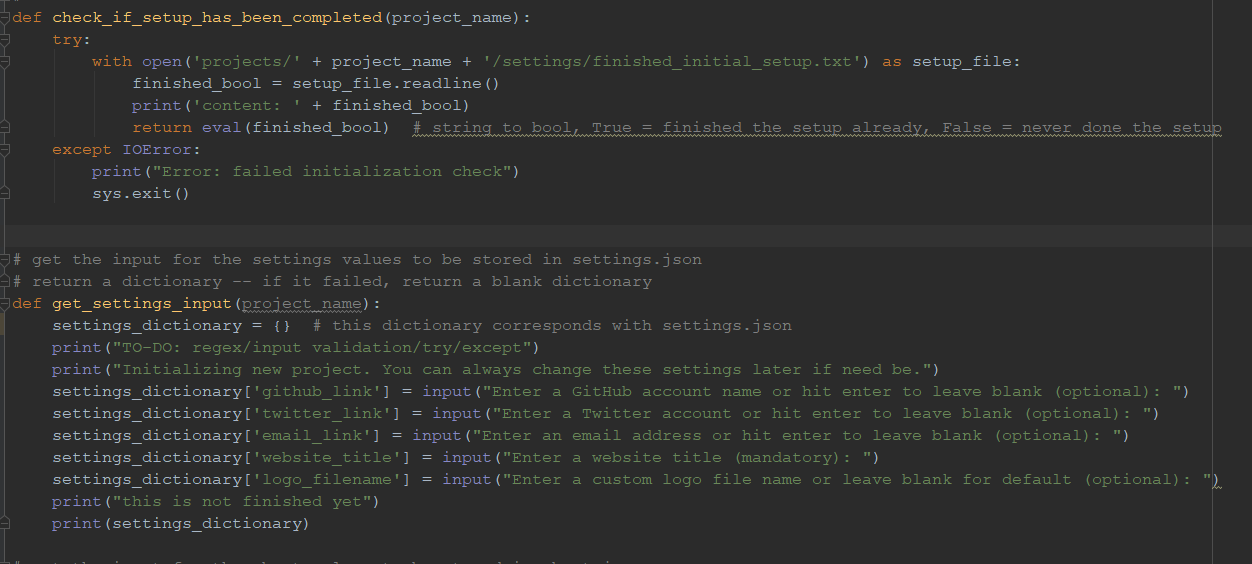 def check_if_setup_has_been_completed(project_name):
    try:
        with open('projects/' + project_name + '/settings/finished_initial_setup.txt') as setup_file:
            finished_bool = setup_file.readline()
            print('content: ' + finished_bool)
            return eval(finished_bool)  # string to bool, True = finished the setup already, False = never done the setup
    except IOError:
        print("Error: failed initialization check")
        sys.exit()
# get the input for the settings values to be stored in settings.json
# return a dictionary -- if it failed, return a blank dictionary
def get_settings_input(project_name):
    settings_dictionary = {}  # this dictionary corresponds with settings.json
    print("TO-DO: regex/input validation/try/except")
    print("Initializing new project. You can always change these settings later if need be.")
    settings_dictionary['github_link'] = input("Enter a GitHub account name or hit enter to leave blank (optional): ")
    settings_dictionary['twitter_link'] = input("Enter a Twitter account or hit enter to leave blank (optional): ")
    settings_dictionary['email_link'] = input("Enter an email address or hit enter to leave blank (optional): ")
    settings_dictionary['website_title'] = input("Enter a website title (mandatory): ")
    settings_dictionary['logo_filename'] = input("Enter a custom logo file name or leave blank for default (optional): ")
    print("this is not finished yet")
    print(settings_dictionary)